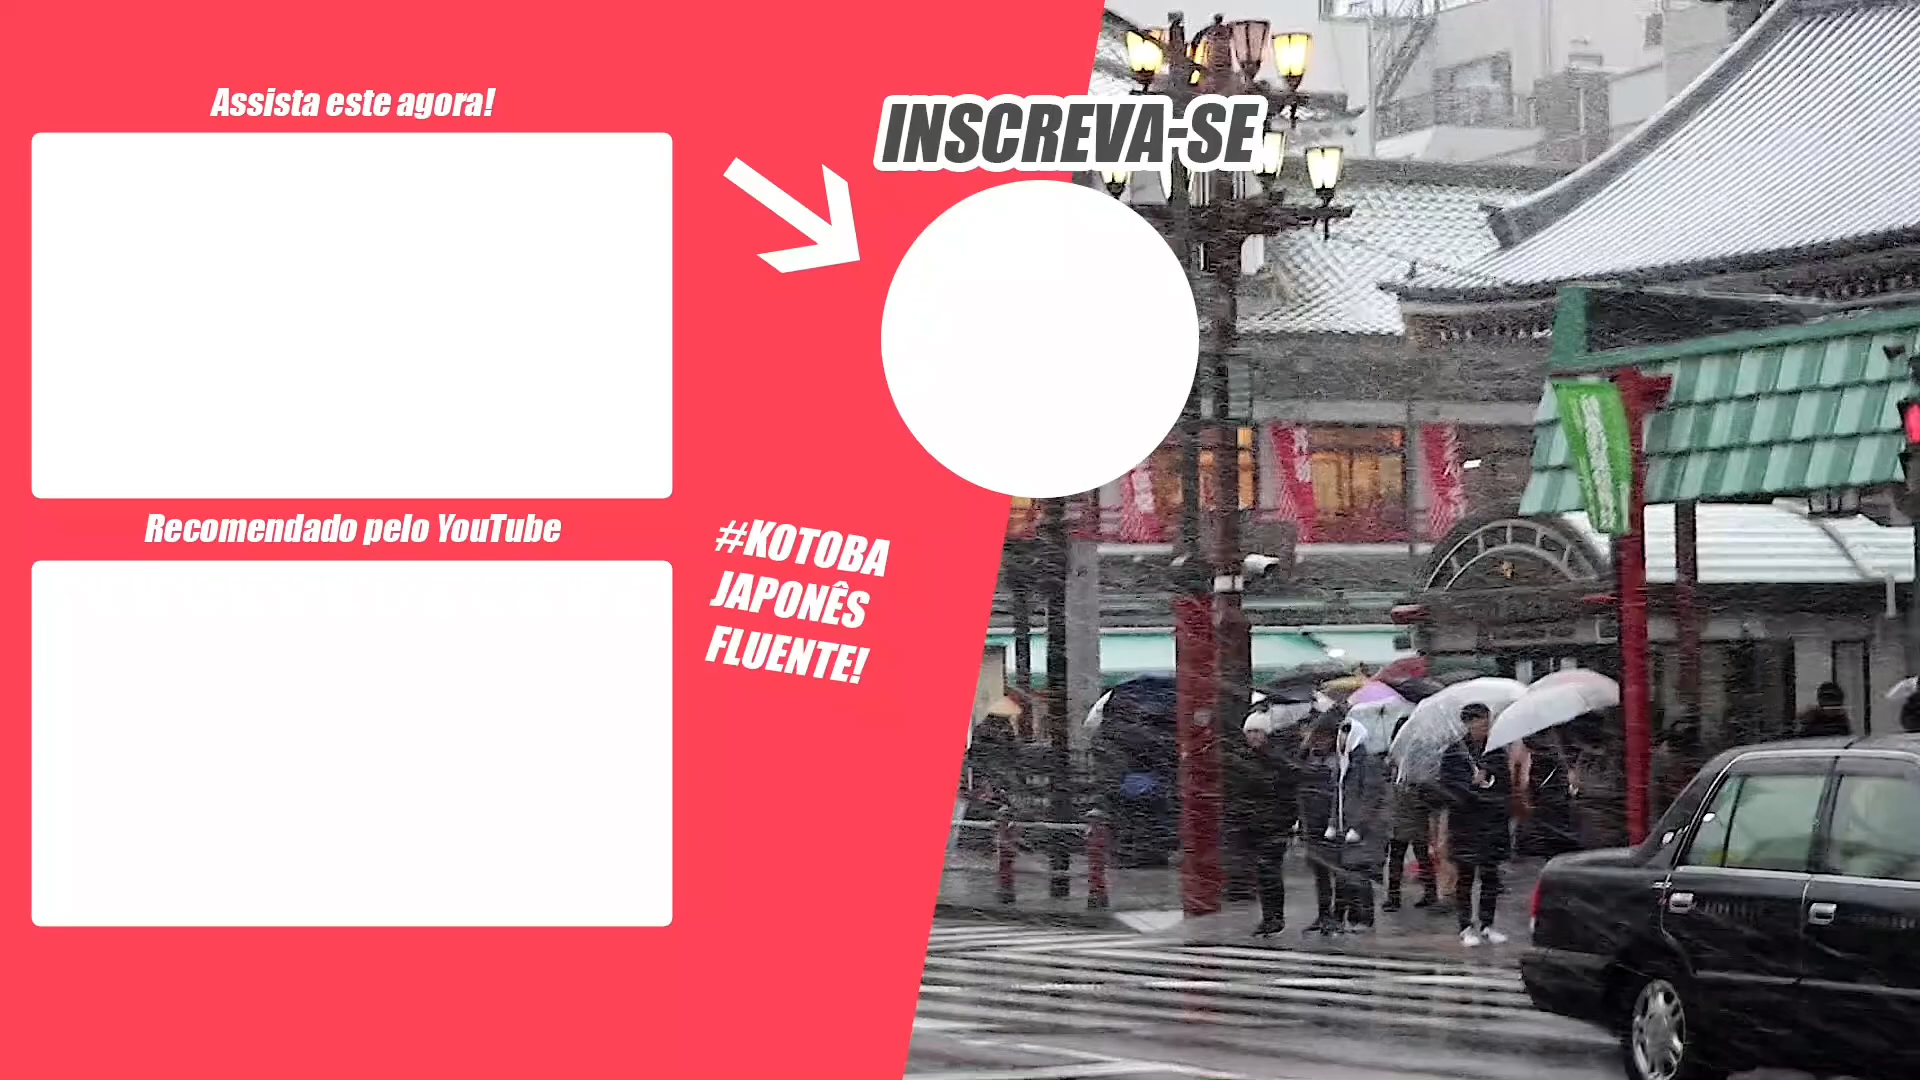 Assista este agora!
INSCREVA-SE
Recomendado pelo YouTube
#KOTOBA
JAPONÊS
FLUENTE!